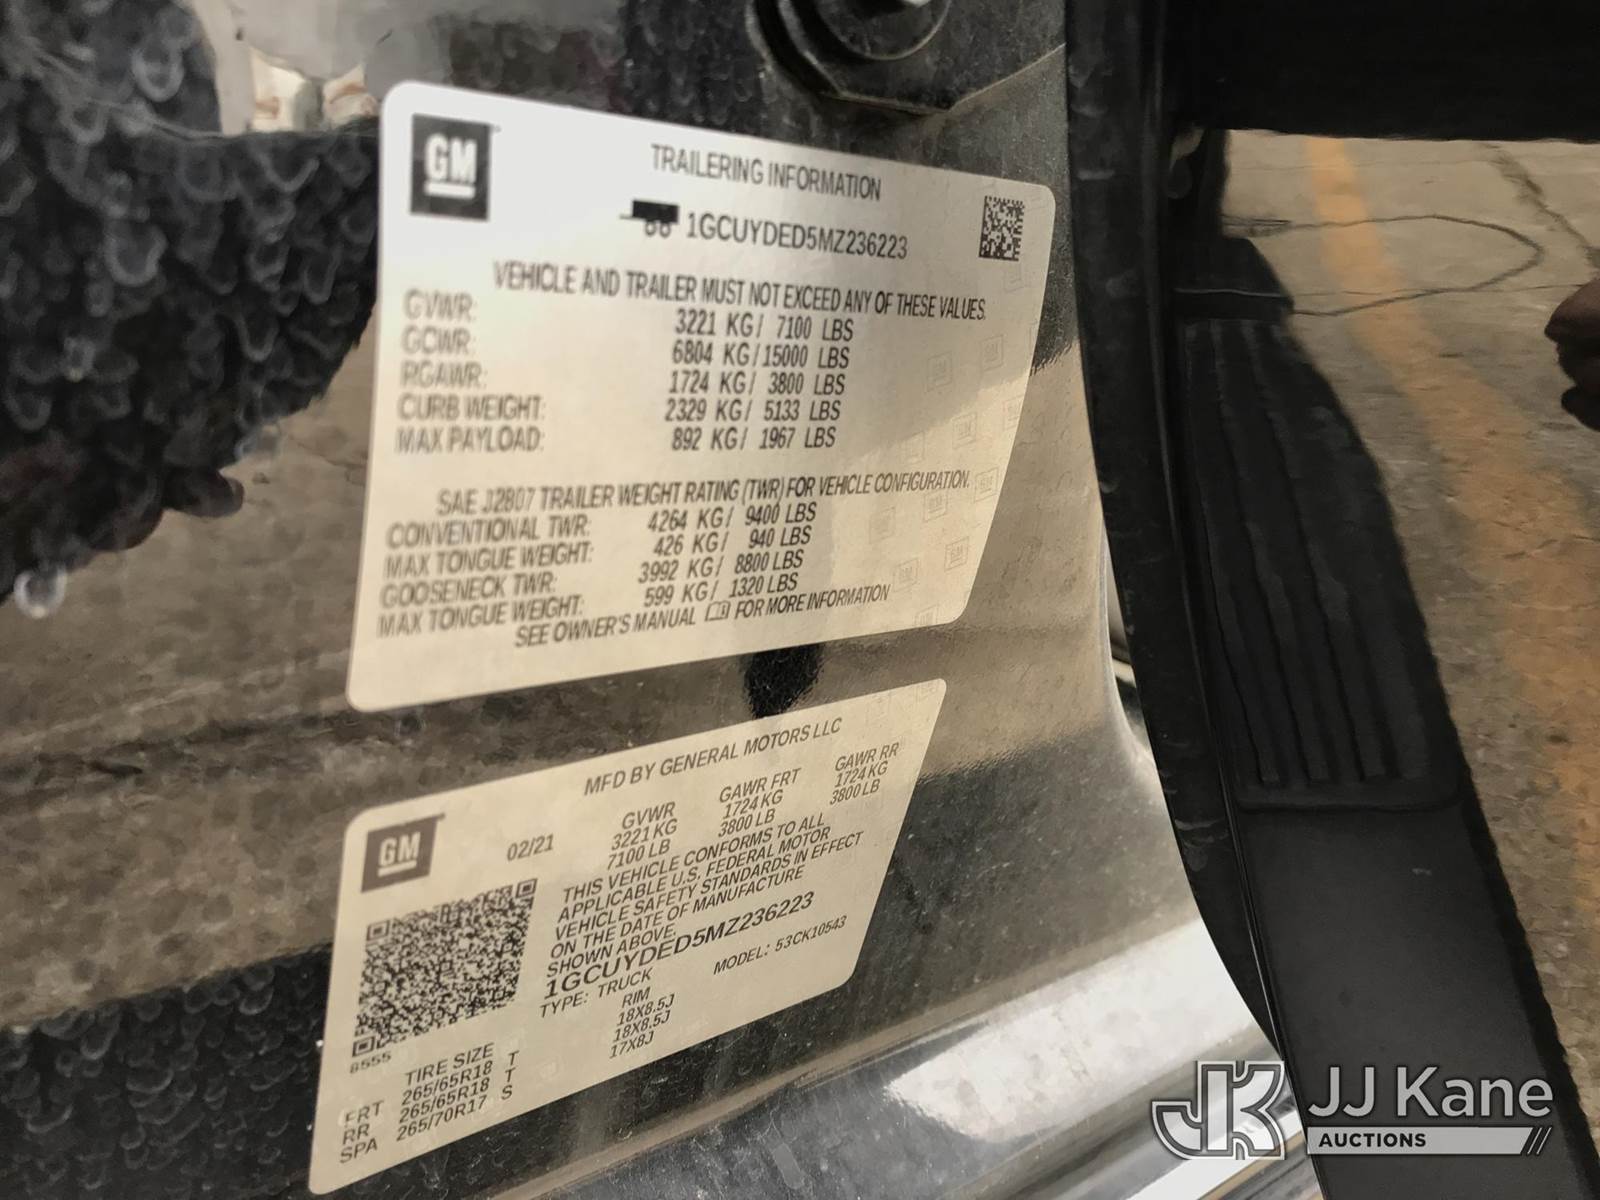 GM
TRAILERING INFORMATION
1GCUYDED5MZ236223
VEHICLE AND TRAILER MUST NOT EXCEED ANY OF THESE VALUES.
GVWR: 3221 KG/ 7100 LBS
GCWR: 6804 KG/15000 LBS
RGAWR: 1724 KG/ 3800 LBS
CURB WEIGHT: 2329 KG/ 5133 LBS
MAX PAYLOAD: 892 KG/ 1967 LBS
SAE J2807 TRAILER WEIGHT RATING (TWR) FOR VEHICLE CONFIGURATION.
CONVENTIONAL TWR: 4264 KG/ 9400 LBS
MAX TONGUE WEIGHT: 426 KG/ 940 LBS
GOOSENECK TWR: 3992 KG/ 8800 LBS
MAX TONGUE WEIGHT: 599 KG/ 1320 LBS
SEE OWNER'S MANUAL FOR MORE INFORMATION
MFD BY GENERAL MOTORS LLC
GM
02/21
GVWR GAWR FRT GAWR RR
3221 KG 1724 KG 1724 KG
7100 LB 3800 LB 3800 LB
THIS VEHICLE CONFORMS TO ALL
APPLICABLE U.S. FEDERAL MOTOR
VEHICLE SAFETY STANDARDS IN EFFECT
ON THE DATE OF MANUFACTURE
SHOWN ABOVE.
1GCUYDED5MZ236223
TYPE: TRUCK MODEL: 53CK10543
8555
TIRE SIZE RIM
FRT 265/65R18 T 18X8.5J
RR 265/65R18 T 18X8.5J
SPA 265/70R17 S 17X8J
JK JJ Kane
AUCTIONS